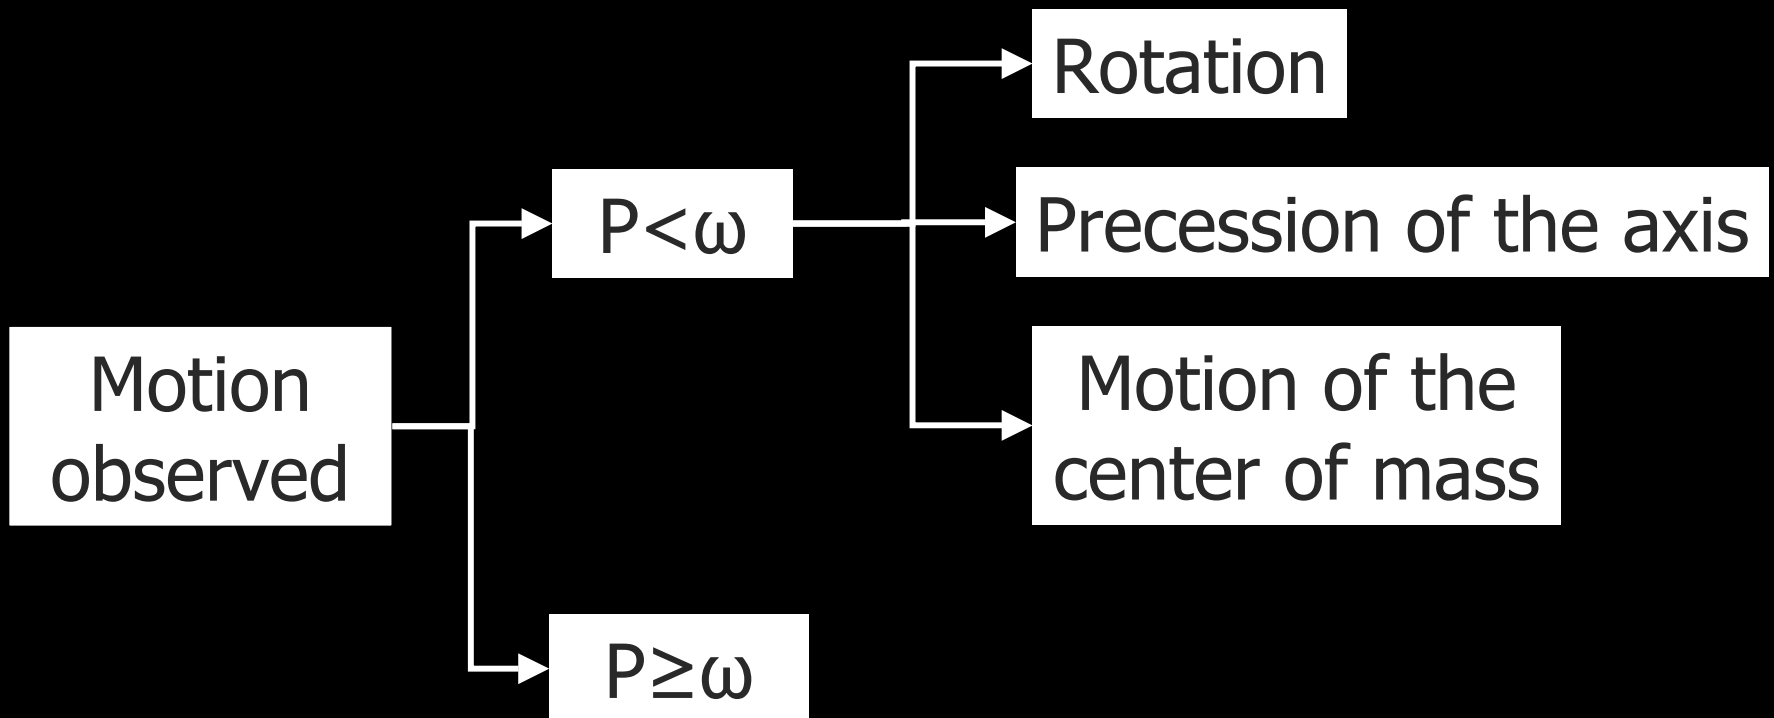 Rotation
P<ω
Precession of the axis
Motion
observed
Motion of the
center of mass
P≥ω